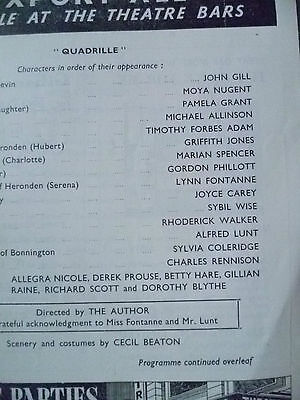 LE AT THE THEATRE BARS
" QUADRILLE "
Characters in order of their appearance :
evin .... .... JOHN GILL
MOYA NUGENT
ughter) .... .... PAMELA GRANT
MICHAEL ALLINSON
TIMOTHY FORBES ADAM
eronden (Hubert) .... GRIFFITH JONES
(Charlotte) .... MARIAN SPENCER
r) .... .... GORDON PHILLOTT
of Heronden (Serena) .... LYNN FONTANNE
y .... .... JOYCE CAREY
SYBIL WISE
RHODERICK WALKER
ALFRED LUNT
of Bonnington .... SYLVIA COLERIDGE
CHARLES RENNISON
ALLEGRA NICOLE, DEREK PROUSE, BETTY HARE, GILLIAN
RAINE, RICHARD SCOTT and DOROTHY BLYTHE
Directed by THE AUTHOR
rateful acknowledgment to Miss Fontanne and Mr. Lunt
Scenery and costumes by CECIL BEATON
Programme continued overleaf
PARTIES